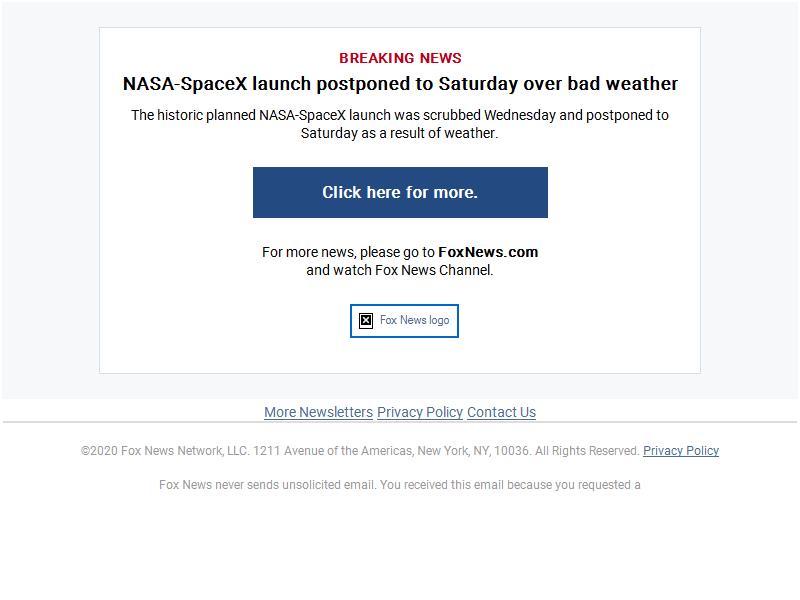 BREAKING NEWS
NASA-SpaceX launch postponed to Saturday over bad weather
The historic planned NASA-SpaceX launch was scrubbed Wednesday and postponed to
Saturday as a result of weather.
Click here for more.
For more news, please go to FoxNews.com
and watch Fox News Channel.
Fox News logo
More Newsletters Privacy Policy Contact Us
©2020 Fox News Network, LLC. 1211 Avenue of the Americas, New York, NY, 10036. All Rights Reserved. Privacy Policy
Fox News never sends unsolicited email. You received this email because you requested a